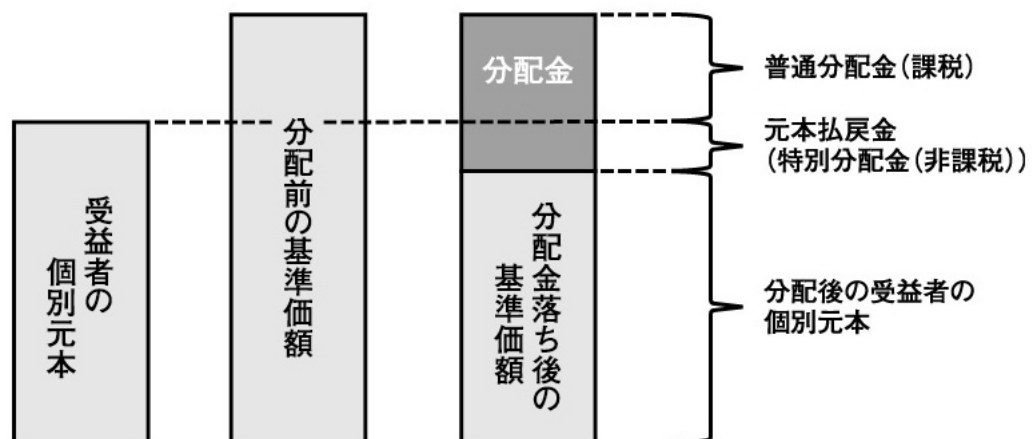 受益者の
個別元本
分配前の基準価額
分配金
分配金落ち後の
基準価額
普通分配金(課税)
元本払戻金
(特別分配金(非課税))
分配後の受益者の
個別元本